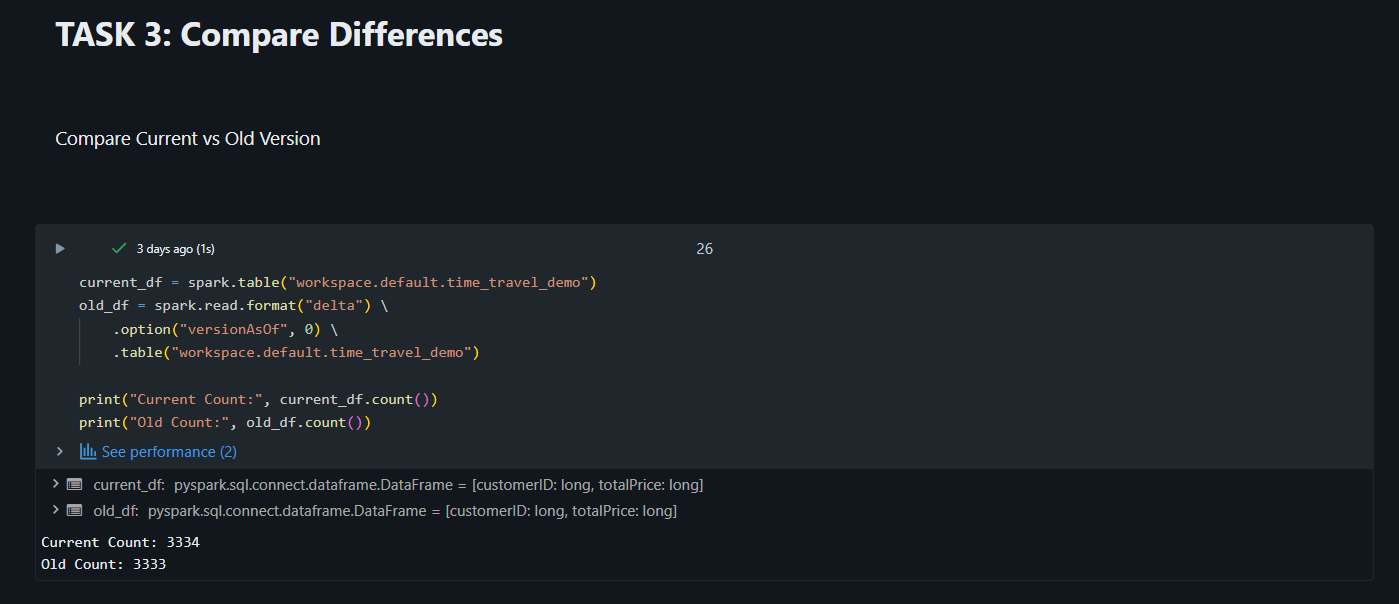 TASK 3: Compare Differences
Compare Current vs Old Version
3 days ago (1s)
26
current_df = spark.table("workspace.default.time_travel_demo")
old_df = spark.read.format("delta") \
    .option("versionAsOf", 0) \
    .table("workspace.default.time_travel_demo")
print("Current Count:", current_df.count())
print("Old Count:", old_df.count())
See performance (2)
current_df: pyspark.sql.connect.dataframe.DataFrame = [customerID: long, totalPrice: long]
old_df: pyspark.sql.connect.dataframe.DataFrame = [customerID: long, totalPrice: long]
Current Count: 3334
Old Count: 3333